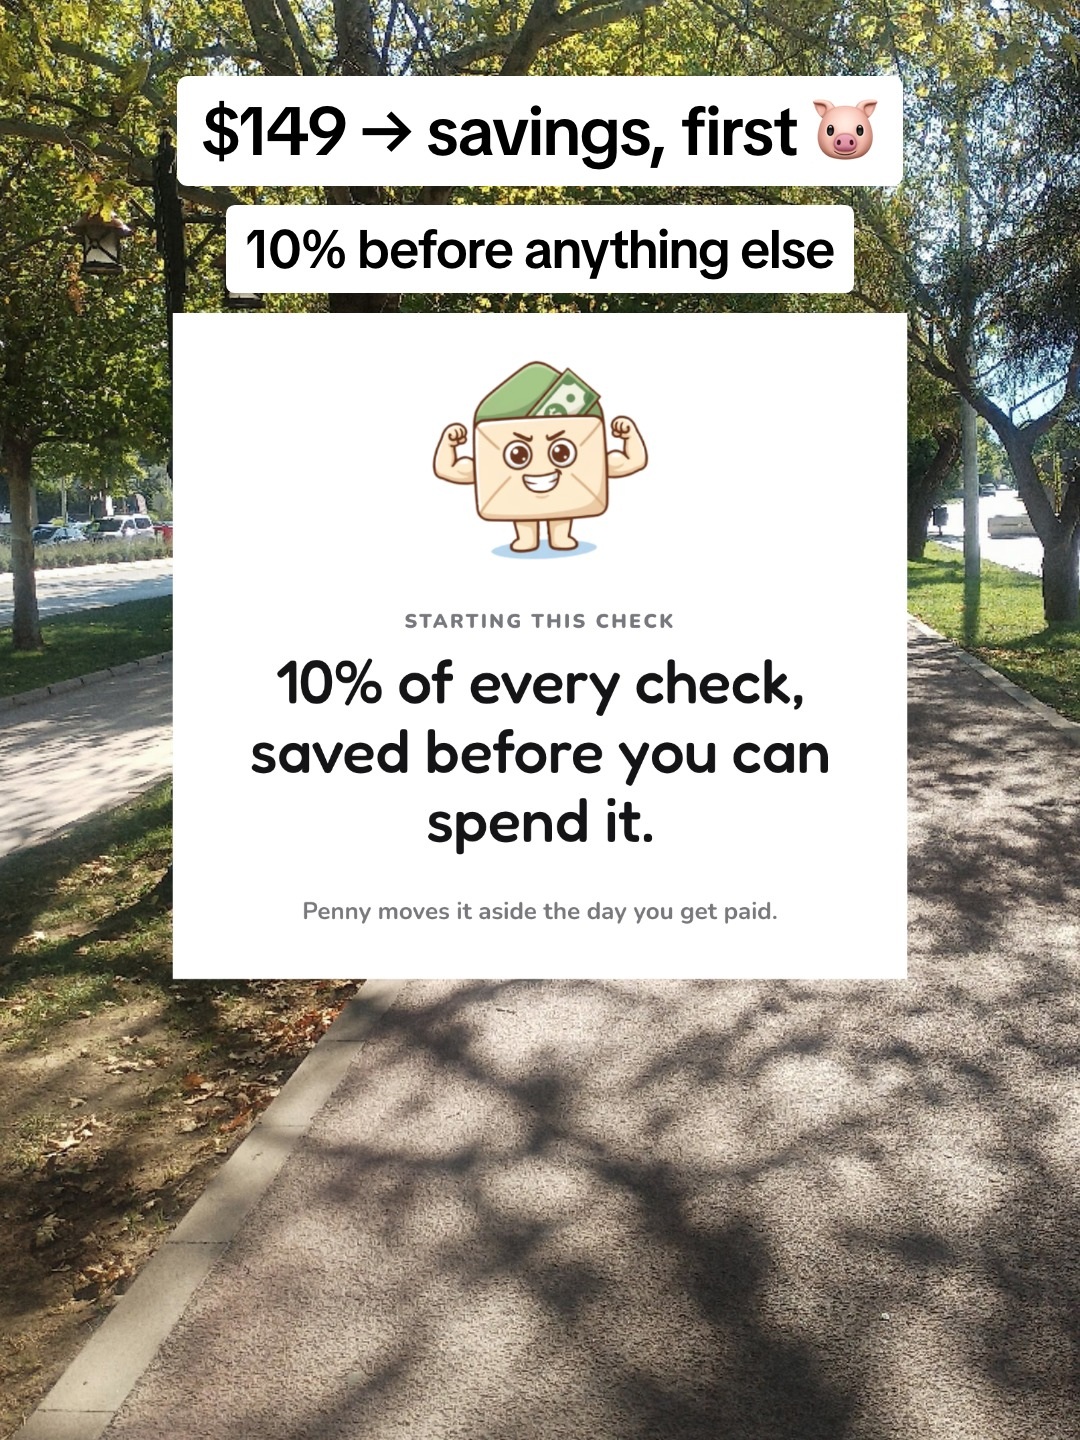 $149 → savings, first 🐷
10% before anything else
STARTING THIS CHECK
10% of every check,
saved before you can
spend it.
Penny moves it aside the day you get paid.